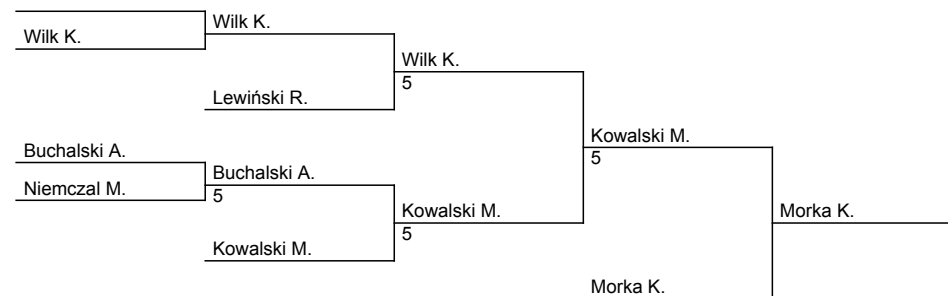 Wilk K.
Wilk K.
Wilk K.
5
Lewiński R.
Kowalski M.
5
Buchalski A.
Buchalski A.
5
Niemczal M.
Kowalski M.
5
Morka K.
Kowalski M.
Morka K.